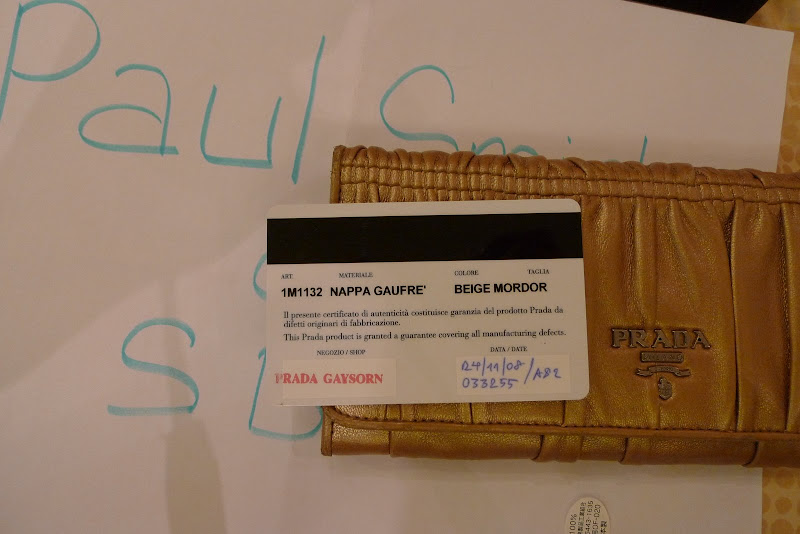 Paul
S
ART. MATERIALE COLORE TAGLIA
1M1132 NAPPA GAUFRE' BEIGE MORDOR
Il presente certificato di autenticità costituisce garanzia del prodotto Prada da
difetti originari di fabbricazione.
This Prada product is granted a guarantee covering all manufacturing defects.
NEGOZIO / SHOP DATA / DATE
PRADA GAYSORN
24/11/08/A82
033255
PRADA
100%